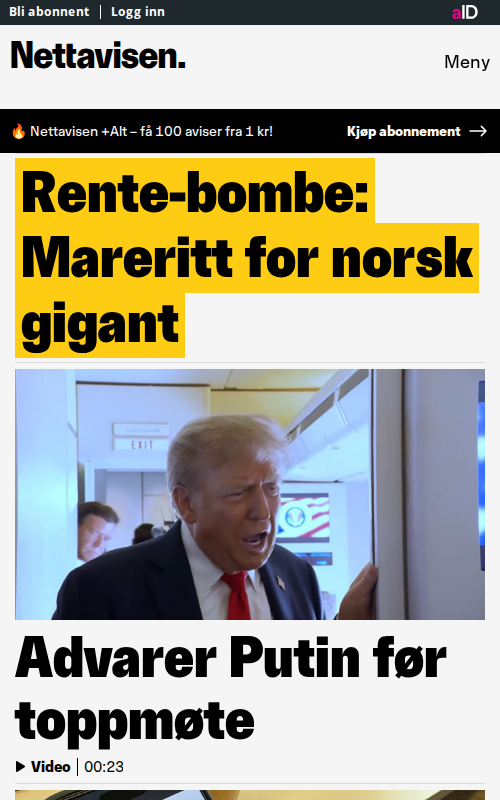 Bli abonnent | Logg inn
aID
Nettavisen.
Meny
🔥 Nettavisen +Alt – få 100 aviser fra 1 kr!
Kjøp abonnement →
Rente-bombe:
Mareritt for norsk
gigant
EXIT
Advarer Putin før
toppmøte
Video | 00:23